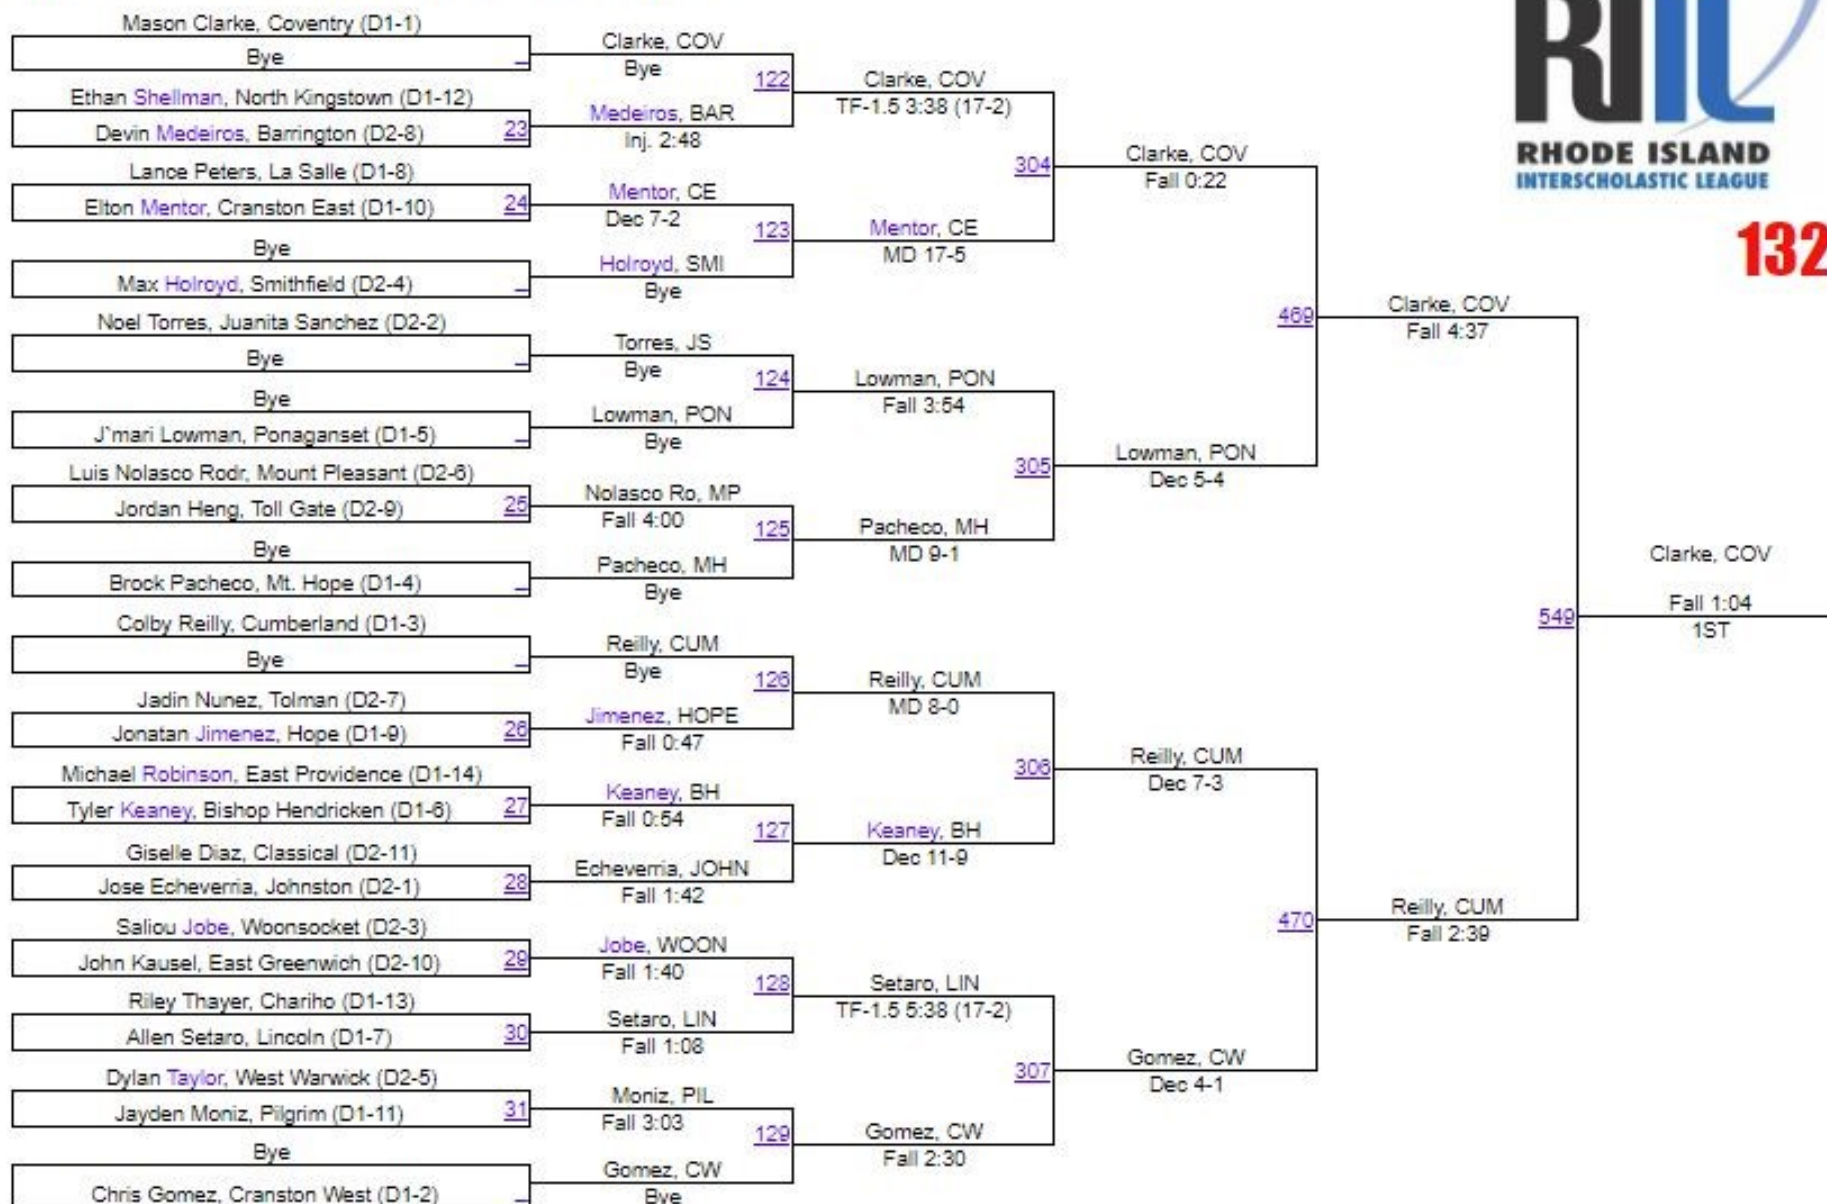 Mason Clarke, Coventry (D1-1)
Bye
Ethan Shellman, North Kingstown (D1-12)
Devin Medeiros, Barrington (D2-8)
23
Lance Peters, La Salle (D1-8)
Elton Mentor, Cranston East (D1-10)
24
Bye
Max Holroyd, Smithfield (D2-4)
Noel Torres, Juanita Sanchez (D2-2)
Bye
Bye
J`mari Lowman, Ponaganset (D1-5)
Luis Nolasco Rodr, Mount Pleasant (D2-6)
Jordan Heng, Toll Gate (D2-9)
25
Bye
Brock Pacheco, Mt. Hope (D1-4)
Colby Reilly, Cumberland (D1-3)
Bye
Jadin Nunez, Tolman (D2-7)
Jonatan Jimenez, Hope (D1-9)
26
Michael Robinson, East Providence (D1-14)
Tyler Keaney, Bishop Hendricken (D1-6)
27
Giselle Diaz, Classical (D2-11)
Jose Echeverria, Johnston (D2-1)
28
Saliou Jobe, Woonsocket (D2-3)
John Kausel, East Greenwich (D2-10)
29
Riley Thayer, Chariho (D1-13)
Allen Setaro, Lincoln (D1-7)
30
Dylan Taylor, West Warwick (D2-5)
Jayden Moniz, Pilgrim (D1-11)
31
Bye
Chris Gomez, Cranston West (D1-2)
Clarke, COV
Bye
122
Medeiros, BAR
Inj. 2:48
Mentor, CE
Dec 7-2
123
Holroyd, SMI
Bye
Torres, JS
Bye
124
Lowman, PON
Bye
Nolasco Ro, MP
Fall 4:00
125
Pacheco, MH
Bye
Reilly, CUM
Bye
126
Jimenez, HOPE
Fall 0:47
Keaney, BH
Fall 0:54
127
Echeverria, JOHN
Fall 1:42
Jobe, WOON
Fall 1:40
128
Setaro, LIN
Fall 1:08
Moniz, PIL
Fall 3:03
129
Gomez, CW
Bye
Clarke, COV
TF-1.5 3:38 (17-2)
304
Mentor, CE
MD 17-5
Lowman, PON
Fall 3:54
305
Pacheco, MH
MD 9-1
Reilly, CUM
MD 8-0
306
Keaney, BH
Dec 11-9
Setaro, LIN
TF-1.5 5:38 (17-2)
307
Gomez, CW
Fall 2:30
Clarke, COV
Fall 0:22
469
Lowman, PON
Dec 5-4
Reilly, CUM
Dec 7-3
470
Gomez, CW
Dec 4-1
Clarke, COV
Fall 4:37
549
Reilly, CUM
Fall 2:39
Clarke, COV
Fall 1:04
1ST
RIIL
RHODE ISLAND
INTERSCHOLASTIC LEAGUE
132